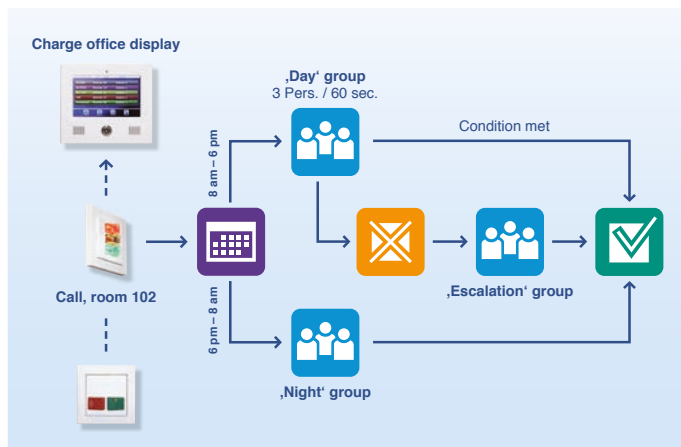 Charge office display
‚Day‘ group
3 Pers. / 60 sec.
Condition met
8 am – 6 pm
Call, room 102
‚Escalation‘ group
6 pm – 8 am
‚Night‘ group